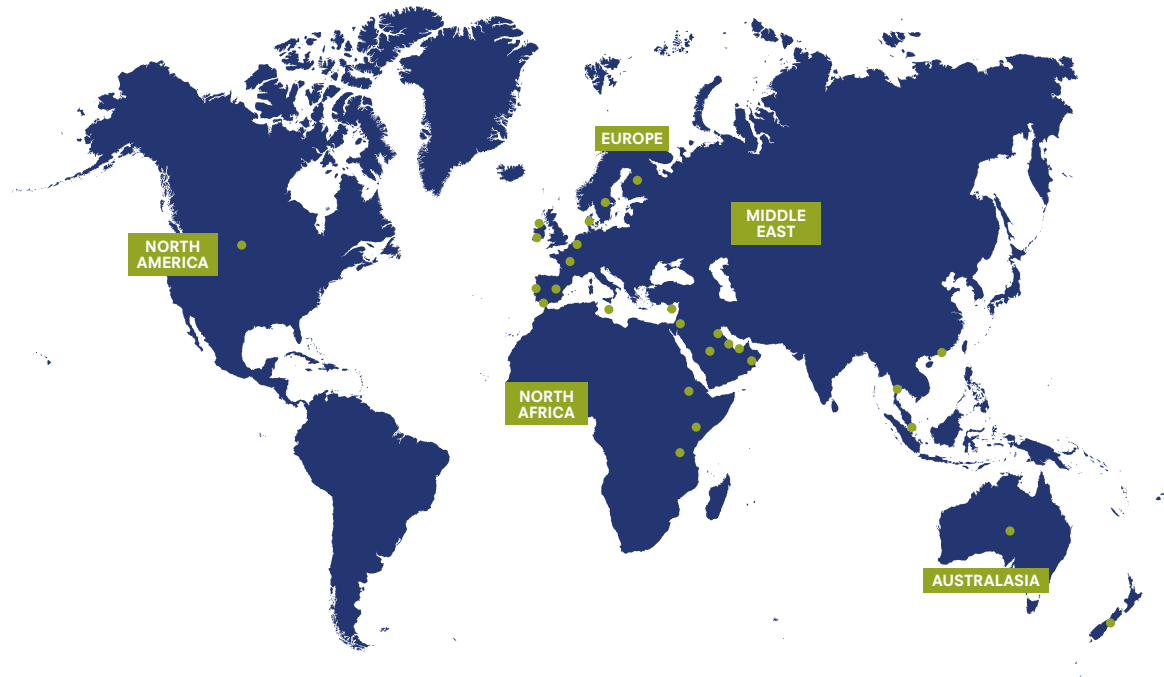 EUROPE
MIDDLE
EAST
NORTH
AMERICA
NORTH
AFRICA
AUSTRALASIA